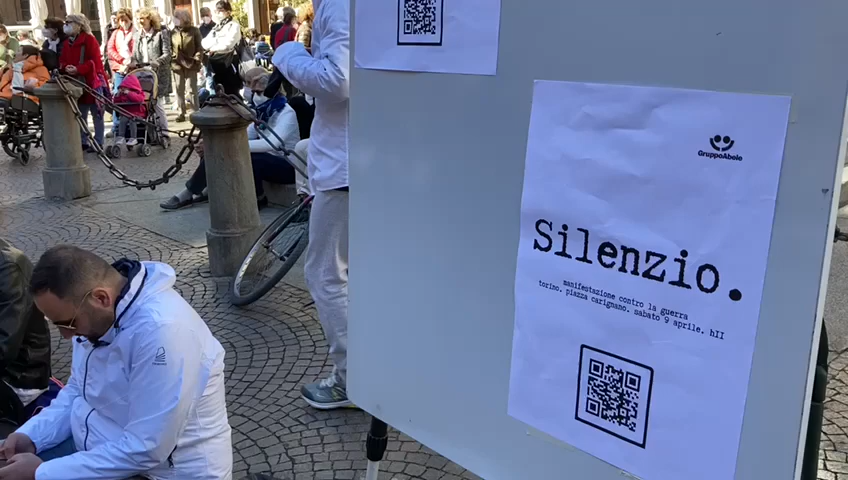 GruppoAbele
Silenzio.
manifestazione contro la guerra
torino. piazza carignano. sabato 9 aprile. h11